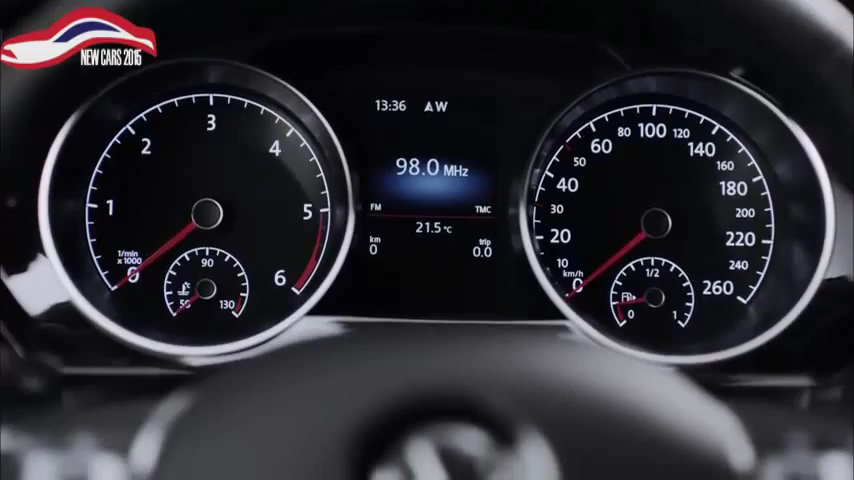 NEW CARS 2015
13:36 W
98.0 MHz
FM TMC
21.5 °C
km trip
0 0.0
1/min
x 1000
0 1 2 3 4 5 6
50 90 130
km/h
0 10 20 30 40 50 60 80 100 120 140 160 180 200 220 240 260
0 1/2 1